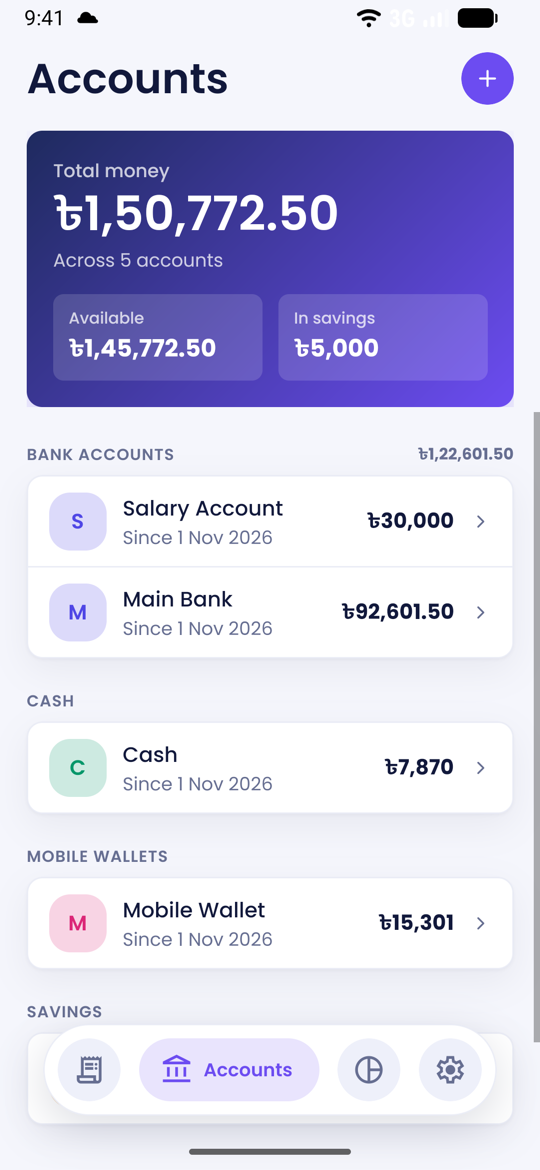 9:41
3G
Accounts
Total money
৳1,50,772.50
Across 5 accounts
Available
৳1,45,772.50
In savings
৳5,000
BANK ACCOUNTS
৳1,22,601.50
S
Salary Account
Since 1 Nov 2026
৳30,000
M
Main Bank
Since 1 Nov 2026
৳92,601.50
CASH
C
Cash
Since 1 Nov 2026
৳7,870
MOBILE WALLETS
M
Mobile Wallet
Since 1 Nov 2026
৳15,301
SAVINGS
Accounts